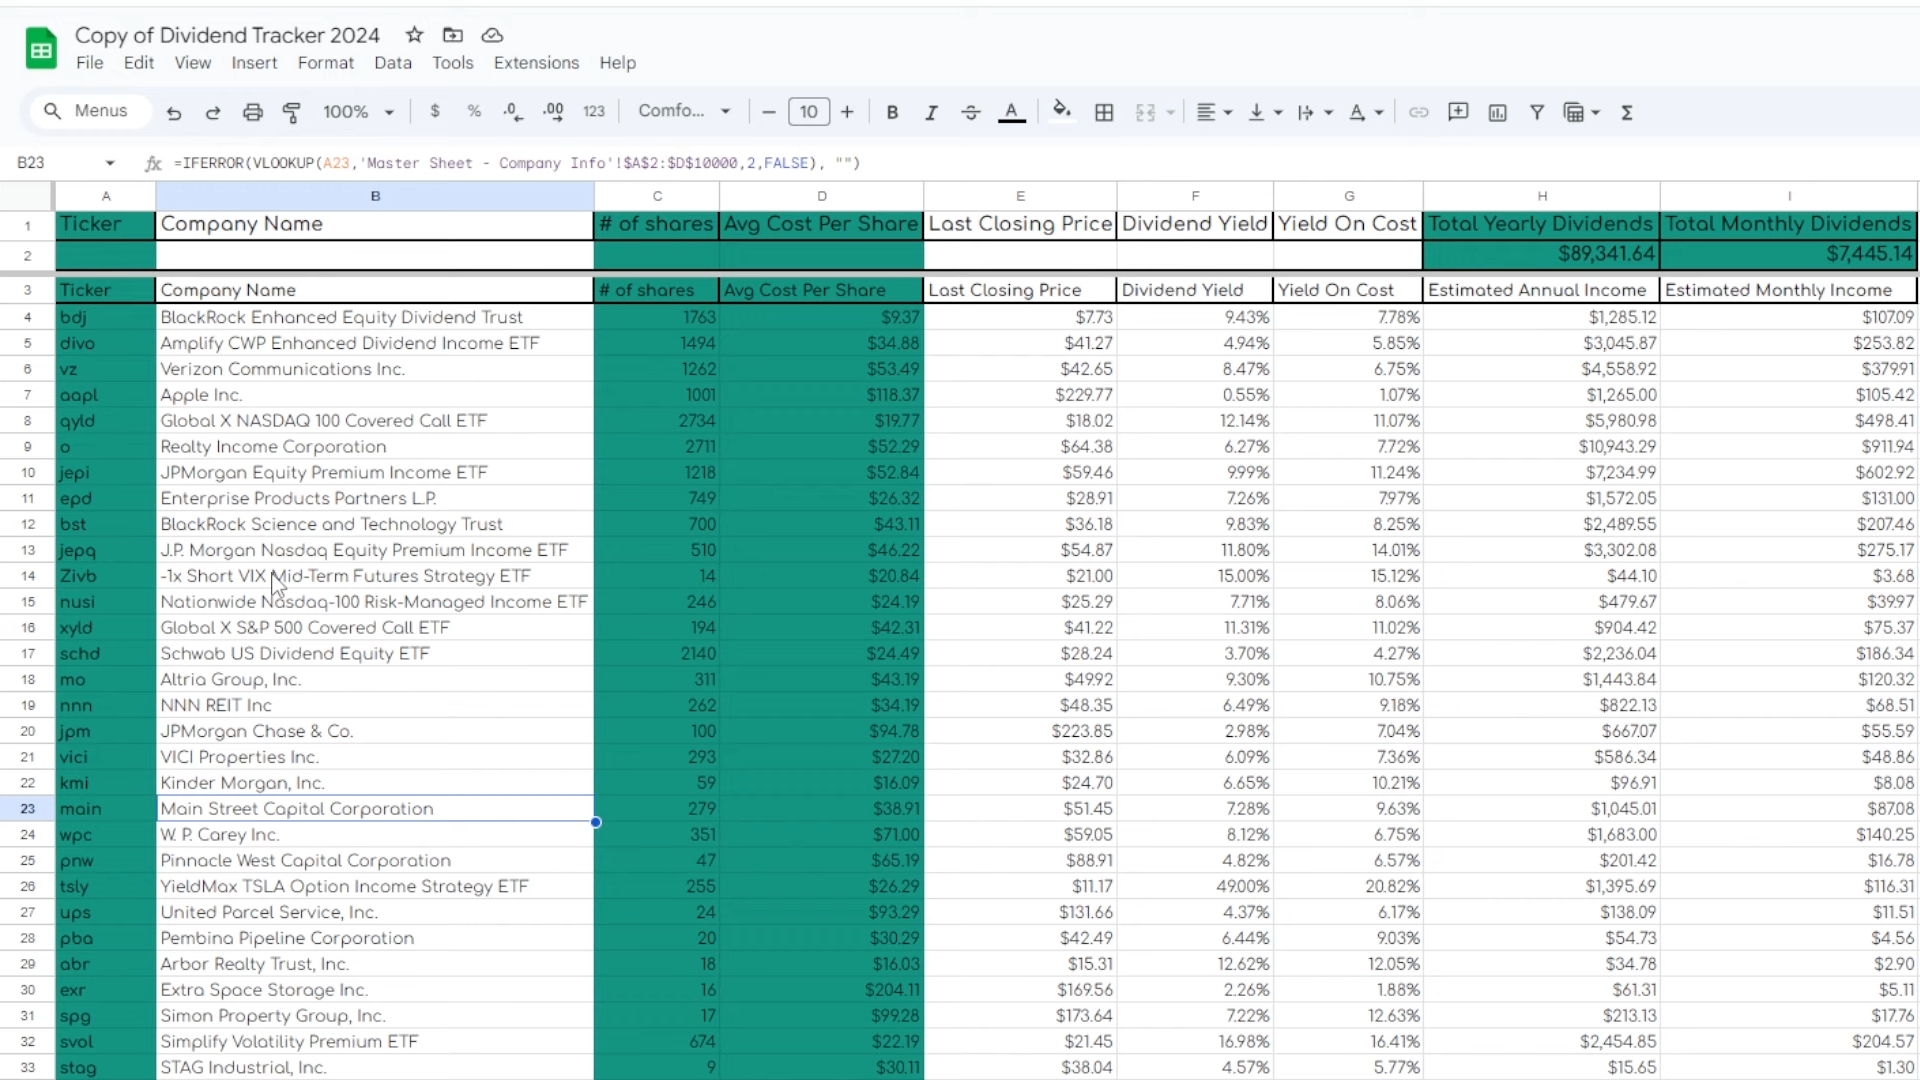 Copy of Dividend Tracker 2024
File Edit View Insert Format Data Tools Extensions Help
Menus 100% $ % .0 .00 123 Comfo... 10 B I A
B23 fx =IFERROR(VLOOKUP(A23,'Master Sheet - Company Info'!$A$2:$D$10000,2,FALSE), "")
A B C D E F G H I
1 Ticker Company Name # of shares Avg Cost Per Share Last Closing Price Dividend Yield Yield On Cost Total Yearly Dividends Total Monthly Dividends
2 $89,341.64 $7,445.14
3 Ticker Company Name # of shares Avg Cost Per Share Last Closing Price Dividend Yield Yield On Cost Estimated Annual Income Estimated Monthly Income
4 bdj BlackRock Enhanced Equity Dividend Trust 1763 $9.37 $7.73 9.43% 7.78% $1,285.12 $107.09
5 divo Amplify CWP Enhanced Dividend Income ETF 1494 $34.88 $41.27 4.94% 5.85% $3,045.87 $253.82
6 vz Verizon Communications Inc. 1262 $53.49 $42.65 8.47% 6.75% $4,558.92 $379.91
7 aapl Apple Inc. 1001 $118.37 $229.77 0.55% 1.07% $1,265.00 $105.42
8 qyld Global X NASDAQ 100 Covered Call ETF 2734 $19.77 $18.02 12.14% 11.07% $5,980.98 $498.41
9 o Realty Income Corporation 2711 $52.29 $64.38 6.27% 7.72% $10,943.29 $911.94
10 jepi JPMorgan Equity Premium Income ETF 1218 $52.84 $59.46 9.99% 11.24% $7,234.99 $602.92
11 epd Enterprise Products Partners L.P. 749 $26.32 $28.91 7.26% 7.97% $1,572.05 $131.00
12 bst BlackRock Science and Technology Trust 700 $43.11 $36.18 9.83% 8.25% $2,489.55 $207.46
13 jepq J.P. Morgan Nasdaq Equity Premium Income ETF 510 $46.22 $54.87 11.80% 14.01% $3,302.08 $275.17
14 Zivb -1x Short VIX Mid-Term Futures Strategy ETF 14 $20.84 $21.00 15.00% 15.12% $44.10 $3.68
15 nusi Nationwide Nasdaq-100 Risk-Managed Income ETF 246 $24.19 $25.29 7.71% 8.06% $479.67 $39.97
16 xyld Global X S&P 500 Covered Call ETF 194 $42.31 $41.22 11.31% 11.02% $904.42 $75.37
17 schd Schwab US Dividend Equity ETF 2140 $24.49 $28.24 3.70% 4.27% $2,236.04 $186.34
18 mo Altria Group, Inc. 311 $43.19 $49.92 9.30% 10.75% $1,443.84 $120.32
19 nnn NNN REIT Inc 262 $34.19 $48.35 6.49% 9.18% $822.13 $68.51
20 jpm JPMorgan Chase & Co. 100 $94.78 $223.85 2.98% 7.04% $667.07 $55.59
21 vici VICI Properties Inc. 293 $27.20 $32.86 6.09% 7.36% $586.34 $48.86
22 kmi Kinder Morgan, Inc. 59 $16.09 $24.70 6.65% 10.21% $96.91 $8.08
23 main Main Street Capital Corporation 279 $38.91 $51.45 7.28% 9.63% $1,045.01 $87.08
24 wpc W. P. Carey Inc. 351 $71.00 $59.05 8.12% 6.75% $1,683.00 $140.25
25 pnw Pinnacle West Capital Corporation 47 $65.19 $88.91 4.82% 6.57% $201.42 $16.78
26 tsly YieldMax TSLA Option Income Strategy ETF 255 $26.29 $11.17 49.00% 20.82% $1,395.69 $116.31
27 ups United Parcel Service, Inc. 24 $93.29 $131.66 4.37% 6.17% $138.09 $11.51
28 pba Pembina Pipeline Corporation 20 $30.29 $42.49 6.44% 9.03% $54.73 $4.56
29 abr Arbor Realty Trust, Inc. 18 $16.03 $15.31 12.62% 12.05% $34.78 $2.90
30 exr Extra Space Storage Inc. 16 $204.11 $169.56 2.26% 1.88% $61.31 $5.11
31 spg Simon Property Group, Inc. 17 $99.28 $173.64 7.22% 12.63% $213.13 $17.76
32 svol Simplify Volatility Premium ETF 674 $22.19 $21.45 16.98% 16.41% $2,454.85 $204.57
33 stag STAG Industrial, Inc. 9 $30.11 $38.04 4.57% 5.77% $15.65 $1.30